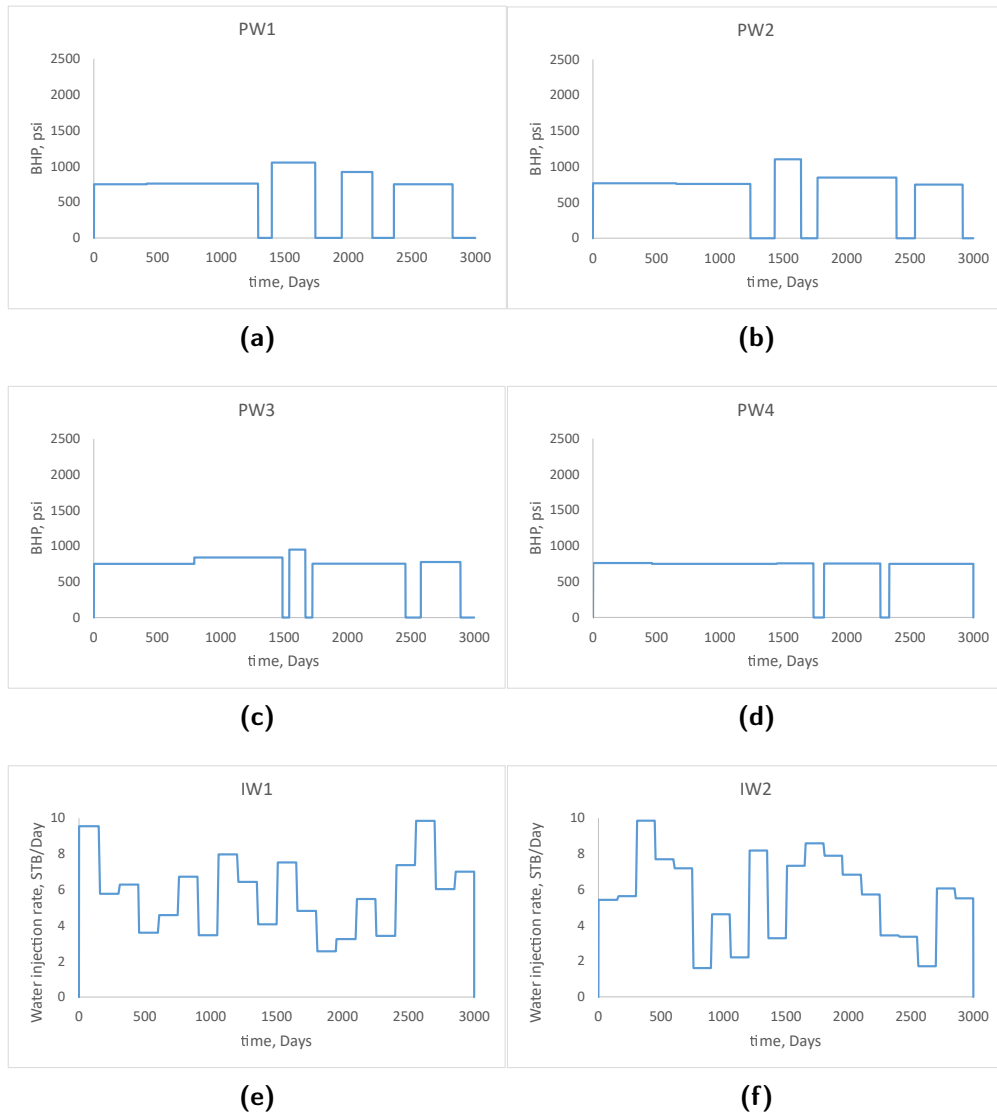 PW1
BHP, psi
2500
2000
1500
1000
500
0
0 500 1000 1500 2000 2500 3000
time, Days
(a)
PW2
BHP, psi
2500
2000
1500
1000
500
0
0 500 1000 1500 2000 2500 3000
time, Days
(b)
PW3
BHP, psi
2500
2000
1500
1000
500
0
0 500 1000 1500 2000 2500 3000
time, Days
(c)
PW4
BHP, psi
2500
2000
1500
1000
500
0
0 500 1000 1500 2000 2500 3000
time, Days
(d)
IW1
Water injection rate, STB/Day
10
8
6
4
2
0
0 500 1000 1500 2000 2500 3000
time, Days
(e)
IW2
Water injection rate, STB/Day
10
8
6
4
2
0
0 500 1000 1500 2000 2500 3000
time, Days
(f)